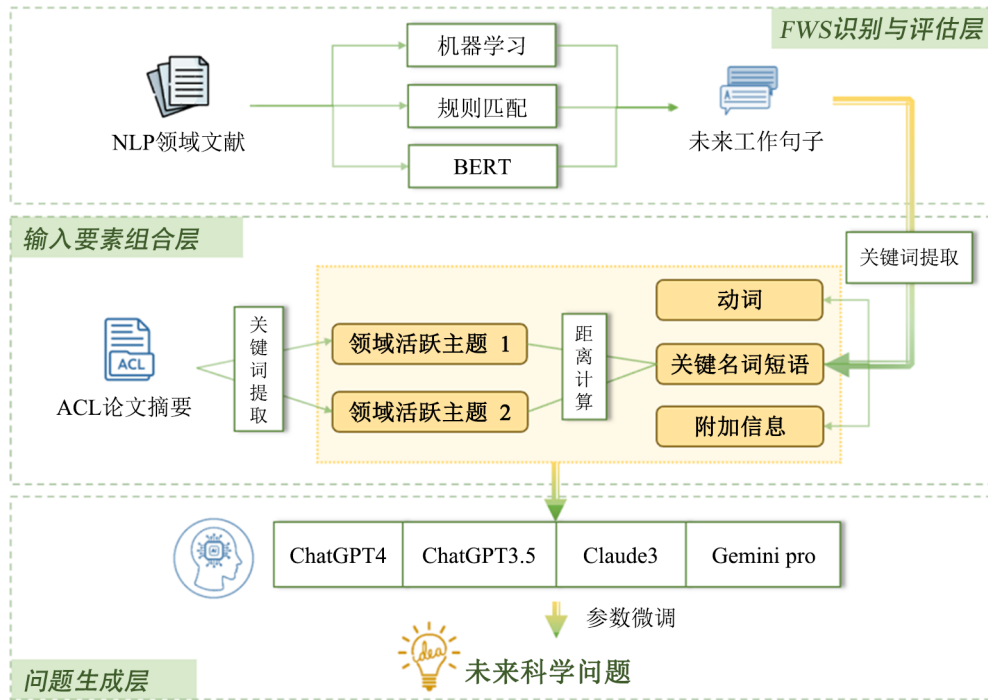 FWS识别与评估层
机器学习
规则匹配
BERT
NLP领域文献
未来工作句子
A
输入要素组合层
关键词提取
动词
关键词提取
领域活跃主题 1
距离计算
关键名词短语
ACL
ACL论文摘要
领域活跃主题 2
附加信息
ChatGPT4
ChatGPT3.5
Claude3
Gemini pro
参数微调
idea
未来科学问题
问题生成层